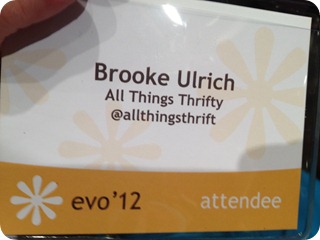 Brooke Ulrich
All Things Thrifty
@allthingsthrift
evo'12 attendee